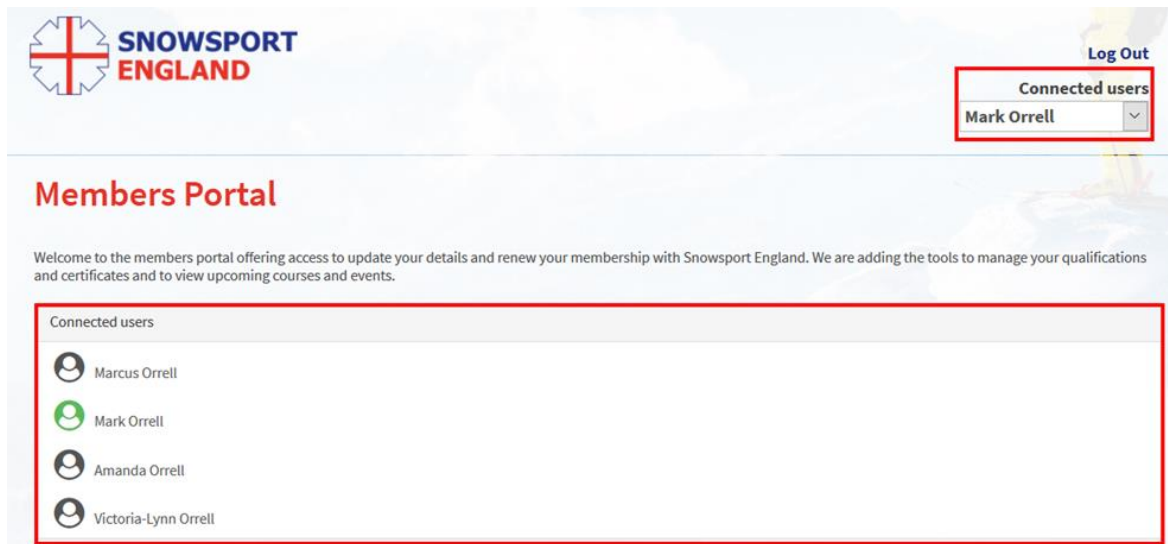 SNOWSPORT
ENGLAND
Log Out
Connected users
Mark Orrell
Members Portal
Welcome to the members portal offering access to update your details and renew your membership with Snowsport England. We are adding the tools to manage your qualifications
and certificates and to view upcoming courses and events.
Connected users
Marcus Orrell
Mark Orrell
Amanda Orrell
Victoria-Lynn Orrell